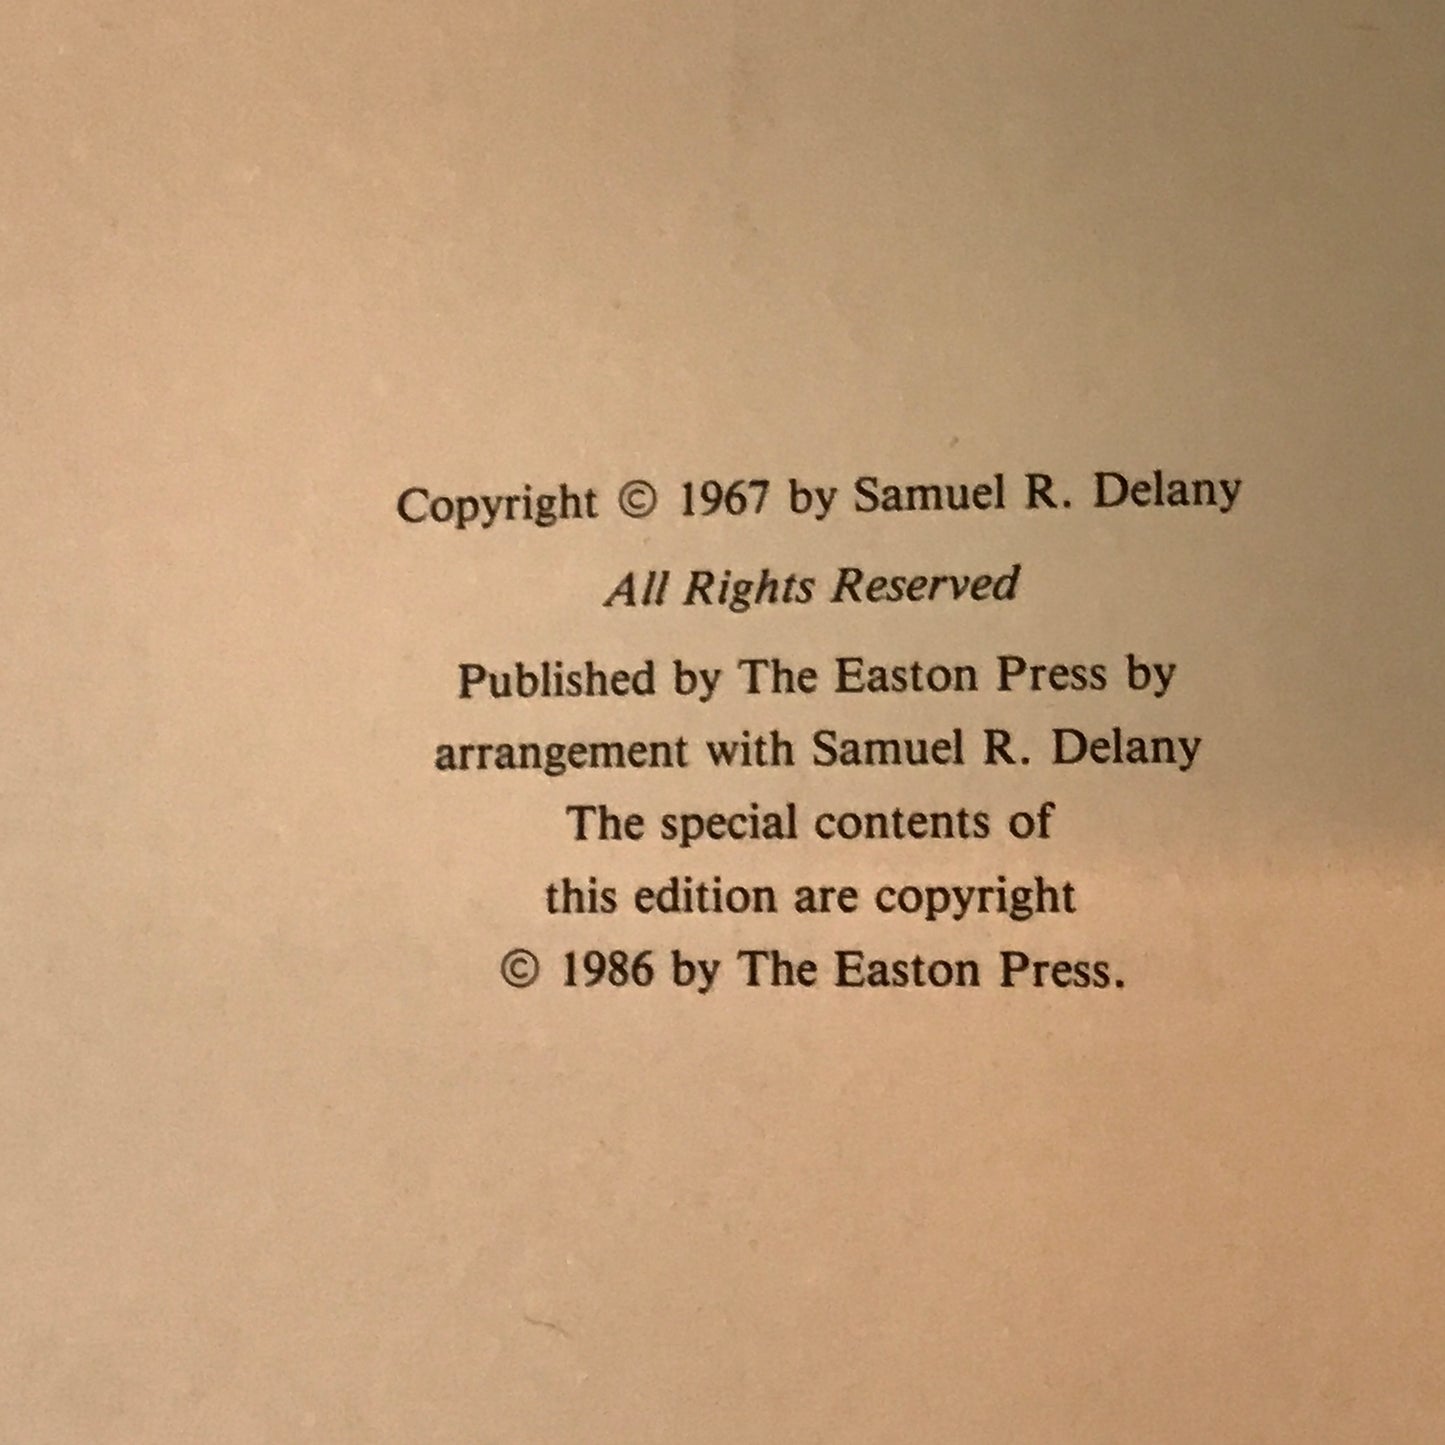 Copyright © 1967 by Samuel R. Delany
All Rights Reserved
Published by The Easton Press by
arrangement with Samuel R. Delany
The special contents of
this edition are copyright
© 1986 by The Easton Press.